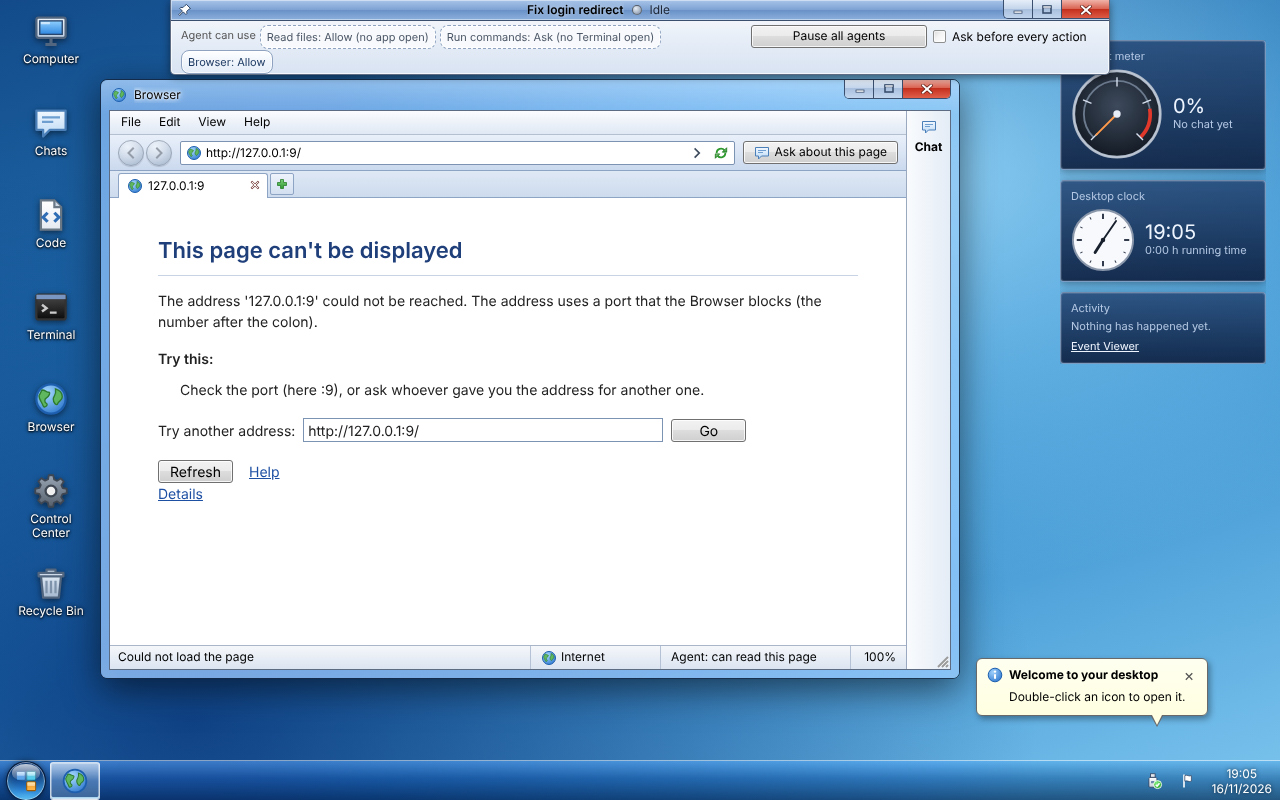 Fix login redirect Idle
Agent can use Read files: Allow (no app open) Run commands: Ask (no Terminal open)
Browser: Allow
Pause all agents Ask before every action
Computer
Chats
Code
Terminal
Browser
Control
Center
Recycle Bin
Browser
File Edit View Help
http://127.0.0.1:9/
Ask about this page
127.0.0.1:9
This page can't be displayed
The address '127.0.0.1:9' could not be reached. The address uses a port that the Browser blocks (the
number after the colon).
Try this:
Check the port (here :9), or ask whoever gave you the address for another one.
Try another address: http://127.0.0.1:9/ Go
Refresh Help
Details
Could not load the page Internet Agent: can read this page 100%
Chat
meter
0%
No chat yet
Desktop clock
19:05
0:00 h running time
Activity
Nothing has happened yet.
Event Viewer
Welcome to your desktop
Double-click an icon to open it.
19:05
16/11/2026